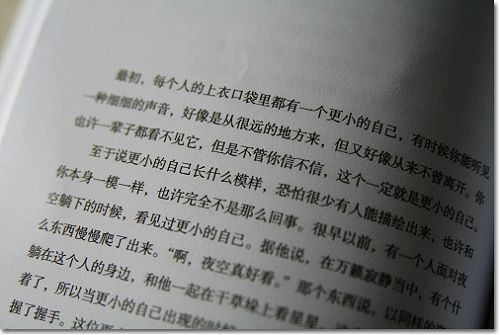 最初，每个人的上衣口袋里都有一个更小的自己，有时候你能听见
一种细细的声音，好像是从很远的地方来，但又好像从来不曾离开。你
也许一辈子都看不见它，但是不管你信不信，这个一定就是更小的自己。
至于说更小的自己长什么模样，恐怕很少有人能描绘出来，也许和
你本身一模一样，也许完全不是那么回事。很早以前，有一个人面对夜
空躺下的时候，看见过更小的自己。据他说，在万籁寂静当中，有个什
么东西慢慢爬了出来。“啊，夜空真好看。”那个东西说，以同样的
躺在这个人的身边，和他一起在干草垛上看星星。
着了，所以当更小的自己出现的时候
握了握手。这位更